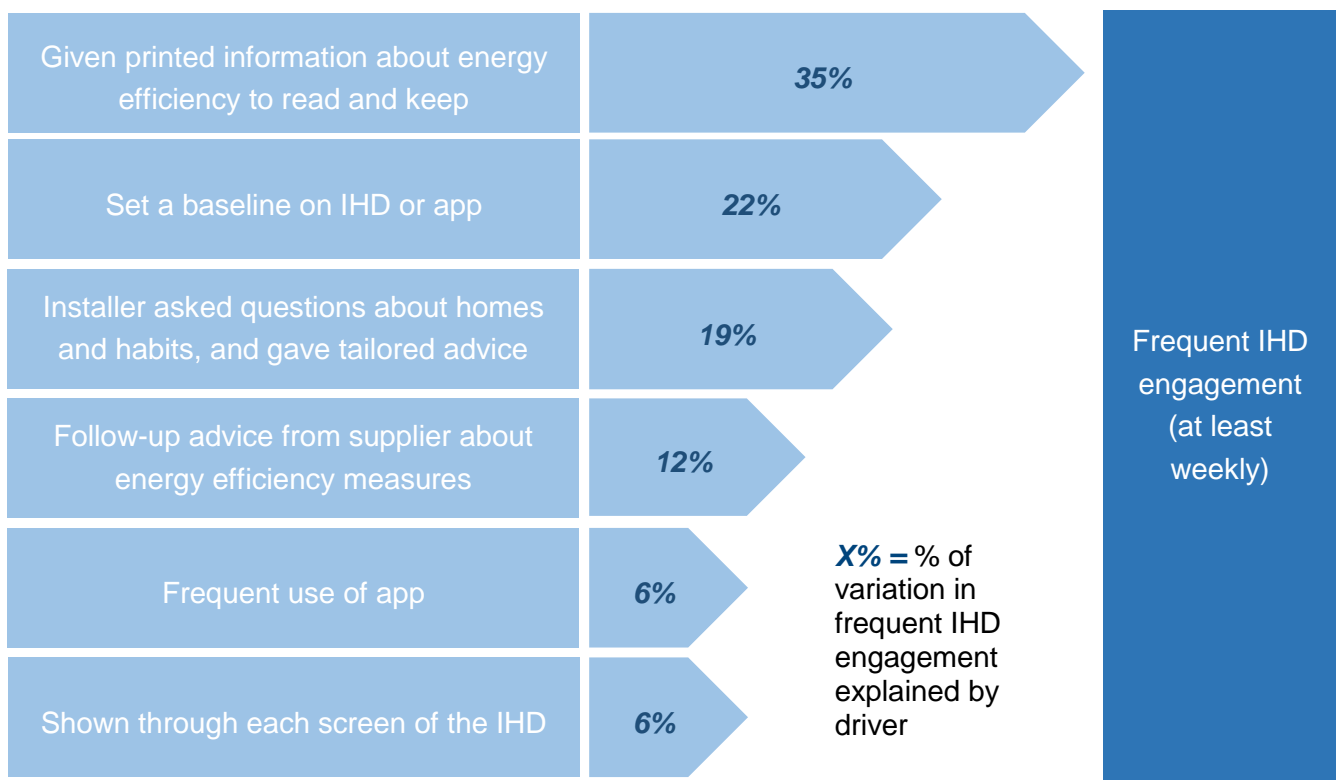 Given printed information about energy
efficiency to read and keep
35%
Set a baseline on IHD or app
22%
Installer asked questions about homes
and habits, and gave tailored advice
19%
Follow-up advice from supplier about
energy efficiency measures
12%
Frequent use of app
6%
Shown through each screen of the IHD
6%
X% = % of
variation in
frequent IHD
engagement
explained by
driver
Frequent IHD
engagement
(at least
weekly)